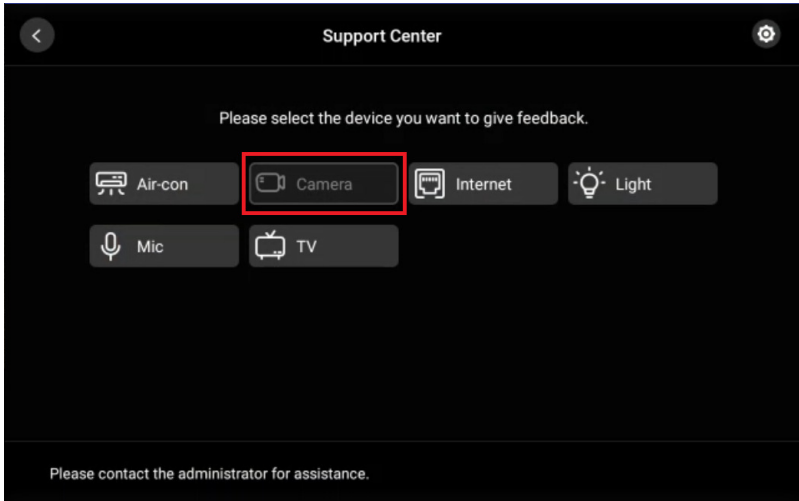 Support Center
Please select the device you want to give feedback.
Air-con Camera Internet Light
Mic TV
Please contact the administrator for assistance.